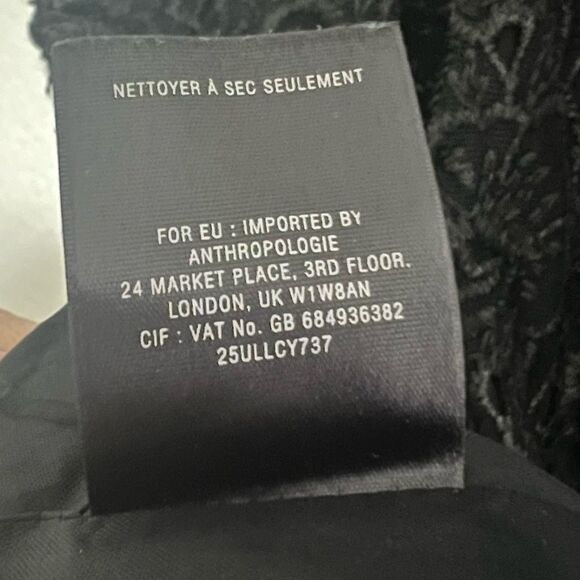 NETTOYER À SEC SEULEMENT
FOR EU : IMPORTED BY
ANTHROPOLOGIE
24 MARKET PLACE, 3RD FLOOR.
LONDON, UK W1W8AN
CIF : VAT No. GB 684936382
25ULLCY737